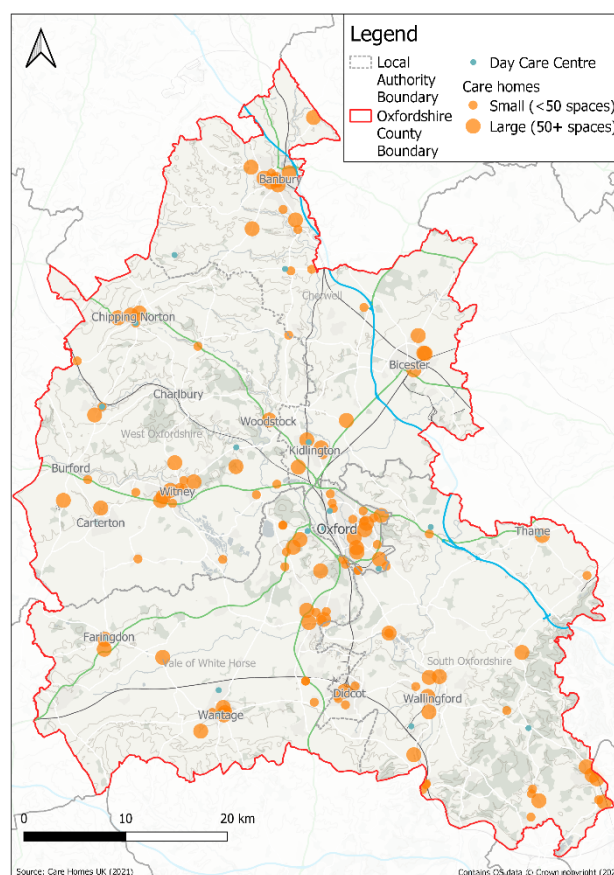 Legend
Local
Authority
Boundary
Oxfordshire
County
Boundary
Day Care Centre
Care homes
Small (<50 spaces)
Large (50+ spaces)
Banbury
Cherwell
Chipping Norton
Bicester
Charlbury
Woodstock
West Oxfordshire
Kidlington
Burford
Witney
Carterton
Oxford
Thame
Faringdon
Vale of White Horse
South Oxfordshire
Didcot
Wallingford
Wantage
0 10 20 km
Source: Care Homes UK (2021)
Contains OS data © Crown copyright (202